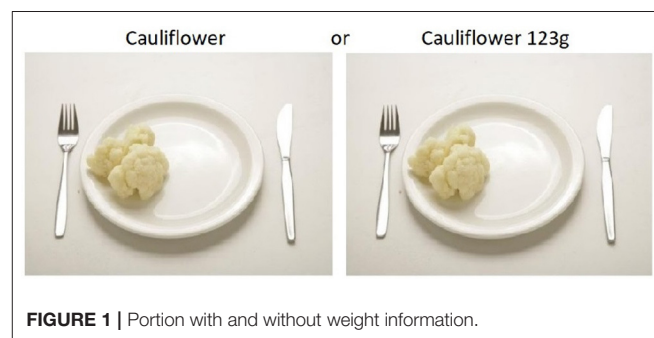 Cauliflower or Cauliflower 123g
FIGURE 1 | Portion with and without weight information.